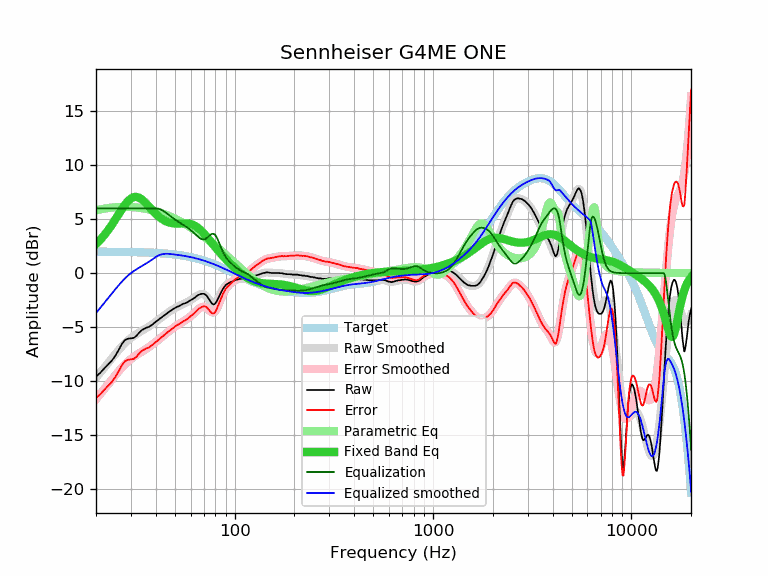 Sennheiser G4ME ONE
Amplitude (dBr)
15
10
5
0
−5
−10
−15
−20
Target
Raw Smoothed
Error Smoothed
Raw
Error
Parametric Eq
Fixed Band Eq
Equalization
Equalized smoothed
100
1000
10000
Frequency (Hz)